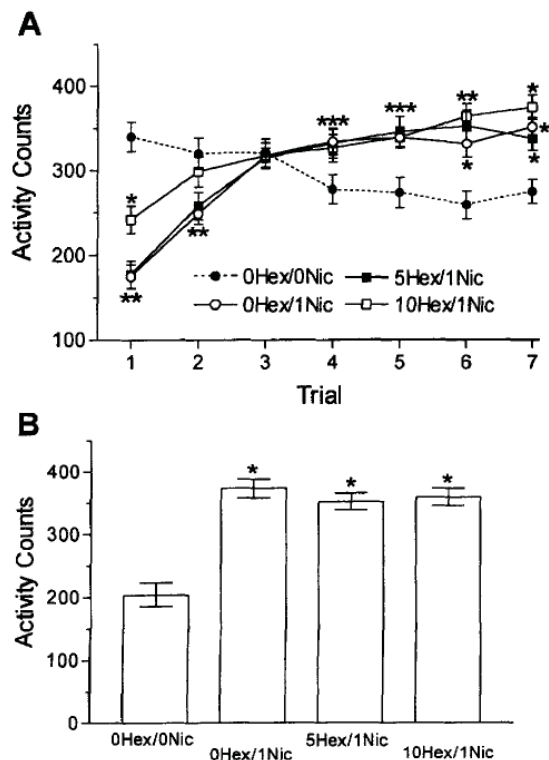 A
400
*
**
***
***
*
*
*
300
*
**
200
**
0Hex/0Nic 5Hex/1Nic
0Hex/1Nic 10Hex/1Nic
100
Activity Counts
1 2 3 4 5 6 7
Trial
B
400
* * *
300
200
100
0
Activity Counts
0Hex/0Nic 0Hex/1Nic 5Hex/1Nic 10Hex/1Nic